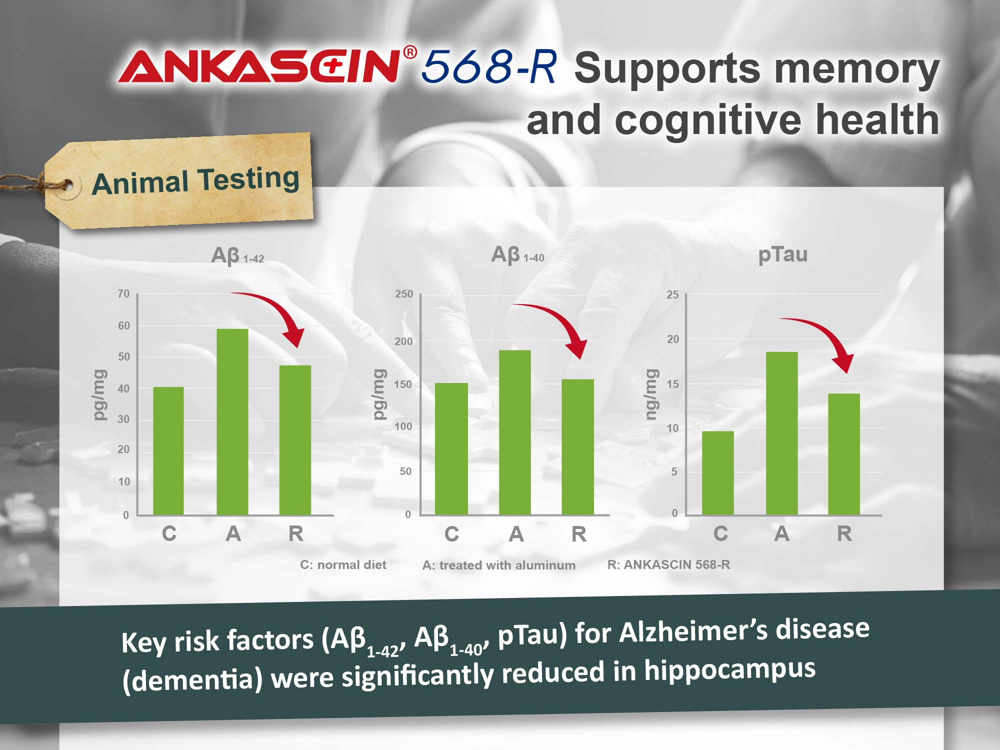 ANKASCIN® 568-R Supports memory
and cognitive health
Animal Testing
Aβ 1-42
70
60
50
40
30
20
10
0
pg/mg
C A R
Aβ 1-40
250
200
150
100
50
0
pg/mg
C A R
pTau
25
20
15
10
5
0
ng/mg
C A R
C: normal diet A: treated with aluminum R: ANKASCIN 568-R
Key risk factors (Aβ1-42, Aβ1-40, pTau) for Alzheimer’s disease
(dementia) were significantly reduced in hippocampus